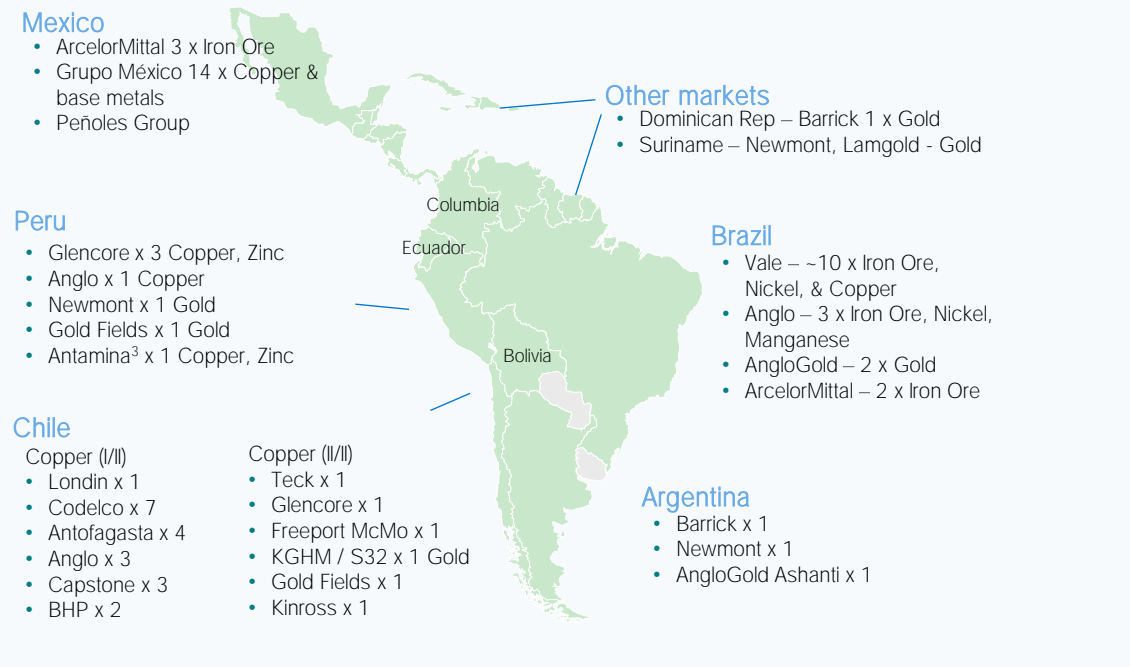 Mexico
• ArcelorMittal 3 x Iron Ore
• Grupo México 14 x Copper &
base metals
• Peñoles Group
Other markets
• Dominican Rep – Barrick 1 x Gold
• Suriname – Newmont, Lamgold - Gold
Columbia
Ecuador
Bolivia
Peru
• Glencore x 3 Copper, Zinc
• Anglo x 1 Copper
• Newmont x 1 Gold
• Gold Fields x 1 Gold
• Antamina³ x 1 Copper, Zinc
Brazil
• Vale – ~10 x Iron Ore,
Nickel, & Copper
• Anglo – 3 x Iron Ore, Nickel,
Manganese
• AngloGold – 2 x Gold
• ArcelorMittal – 2 x Iron Ore
Chile
Copper (I/II)
• Londin x 1
• Codelco x 7
• Antofagasta x 4
• Anglo x 3
• Capstone x 3
• BHP x 2
Copper (II/II)
• Teck x 1
• Glencore x 1
• Freeport McMo x 1
• KGHM / S32 x 1 Gold
• Gold Fields x 1
• Kinross x 1
Argentina
• Barrick x 1
• Newmont x 1
• AngloGold Ashanti x 1